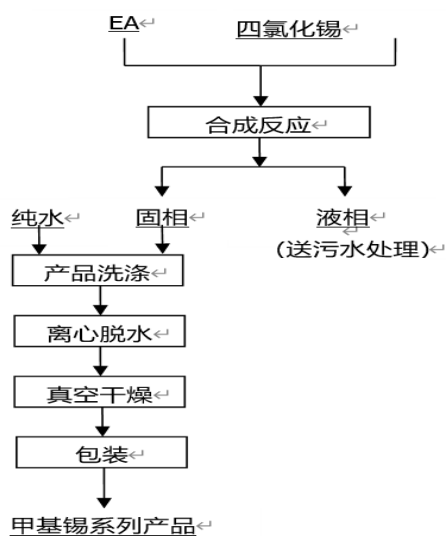 EA 四氯化锡
合成反应
纯水 固相 液相
(送污水处理)
产品洗涤
离心脱水
真空干燥
包装
甲基锡系列产品